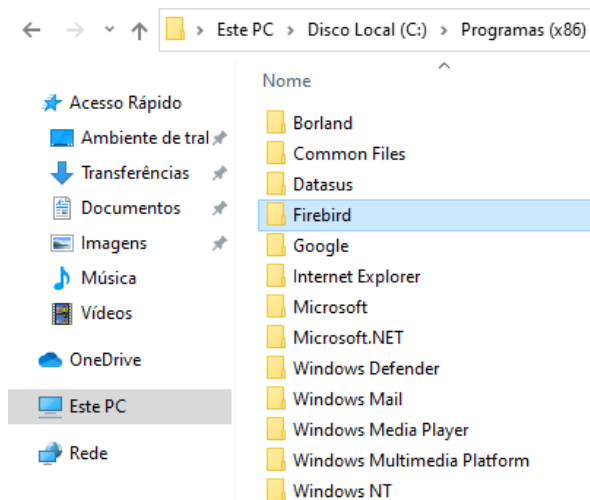 Este PC > Disco Local (C:) > Programas (x86)
Nome
Acesso Rápido
Ambiente de tral
Transferências
Documentos
Imagens
Música
Vídeos
OneDrive
Este PC
Rede
Borland
Common Files
Datasus
Firebird
Google
Internet Explorer
Microsoft
Microsoft.NET
Windows Defender
Windows Mail
Windows Media Player
Windows Multimedia Platform
Windows NT